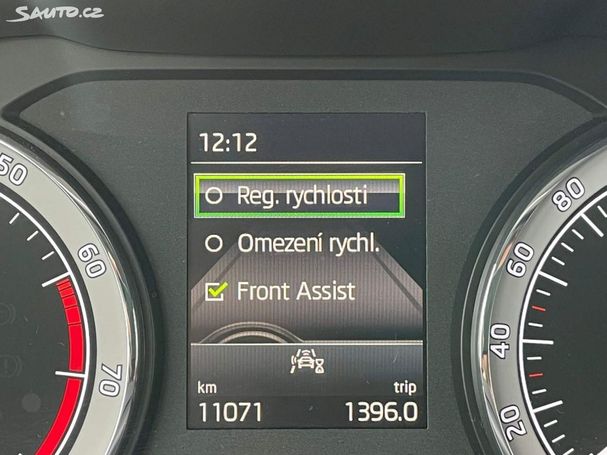 Sauto.cz
12:12
Reg. rychlosti
Omezení rychl.
Front Assist
km trip
11071 1396.0
50
60
70
80
60
40
20